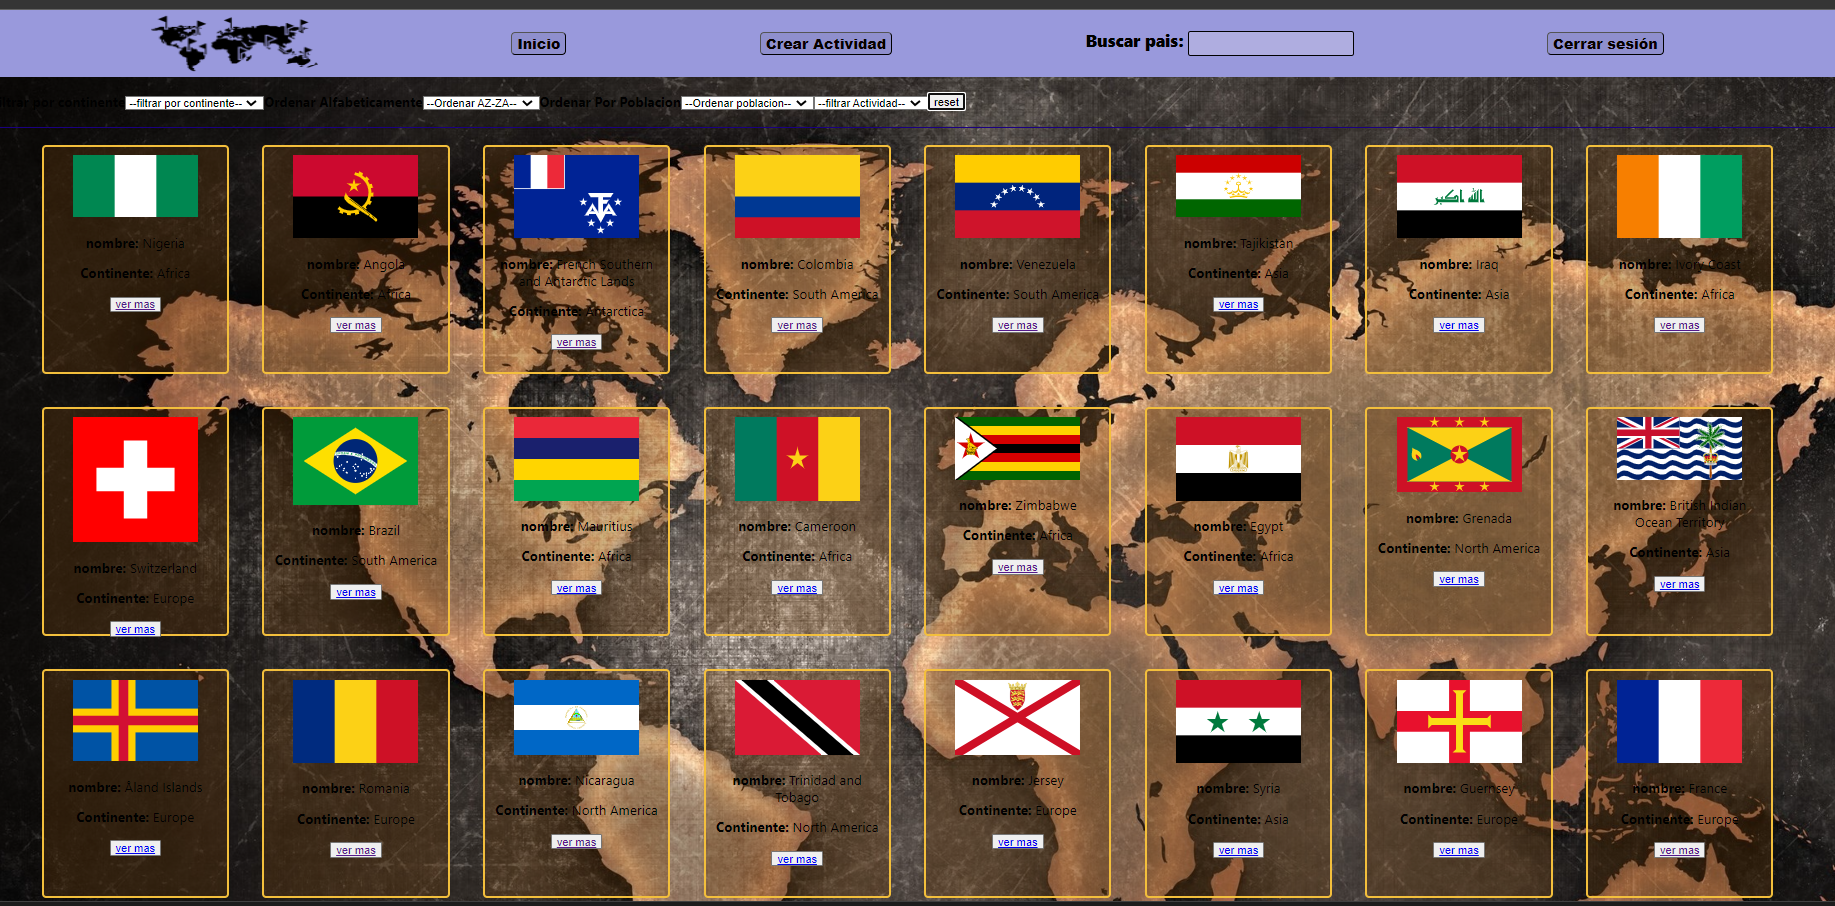 Inicio
Crear Actividad
Buscar pais:
Cerrar sesión
por continente --filtrar por continente-- Ordenar Alfabeticamente --Ordenar AZ-ZA-- Ordenar Por Poblacion --Ordenar poblacion-- --filtrar Actividad-- reset
nombre: Nigeria
Continente: Africa
ver mas
nombre: Angola
Continente: Africa
ver mas
nombre: French Southern
and Antarctic Lands
Continente: Antarctica
ver mas
nombre: Colombia
Continente: South America
ver mas
nombre: Venezuela
Continente: South America
ver mas
nombre: Tajikistan
Continente: Asia
ver mas
الله اكبر
nombre: Iraq
Continente: Asia
ver mas
nombre: Ivory Coast
Continente: Africa
ver mas
nombre: Switzerland
Continente: Europe
ver mas
nombre: Brazil
Continente: South America
ver mas
nombre: Mauritius
Continente: Africa
ver mas
nombre: Cameroon
Continente: Africa
ver mas
nombre: Zimbabwe
Continente: Africa
ver mas
nombre: Egypt
Continente: Africa
ver mas
nombre: Grenada
Continente: North America
ver mas
nombre: British Indian
Ocean Territory
Continente: Asia
ver mas
nombre: Åland Islands
Continente: Europe
ver mas
nombre: Romania
Continente: Europe
ver mas
nombre: Nicaragua
Continente: North America
ver mas
nombre: Trinidad and
Tobago
Continente: North America
ver mas
nombre: Jersey
Continente: Europe
ver mas
nombre: Syria
Continente: Asia
ver mas
nombre: Guernsey
Continente: Europe
ver mas
nombre: France
Continente: Europe
ver mas